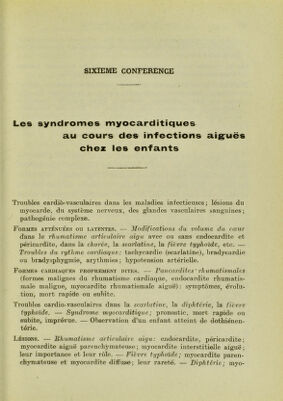 SIXIÈME CONFÉRENCE
Les syndromes myocarditiques
au cours des infections aiguës
chez les enfants
Troubles cardio-vasculaires dans les maladies infectieuses; lésions du
myocarde, du système nerveux, des glandes vasculaires sanguines;
pathogénie complexe.
FORMES ATTÉNUÉES OU LATENTES. — Modifications du volume du cœur
dans le rhumatisme articulaire aigu avec ou sans endocardite et
péricardite, dans la chorée, la scarlatine, la fièvre typhoïde, etc. —
Troubles du rythme cardiaque: tachycardie (scarlatine), bradycardie
ou bradysphygmie, arythmies; hypotension artérielle.
FORMES CARDIAQUES PROPREMENT DITES. — Pancardites rhumatismales
(formes malignes du rhumatisme cardiaque, endocardite rhumatis-
male maligne, myocardite rhumatismale aiguë): symptômes, évolu-
tion, mort rapide ou subite.
Troubles cardio-vasculaires dans la scarlatine, la diphtérie, la fièvre
typhoïde. — Syndrome myocarditique; pronostic, mort rapide ou
subite, imprévue. — Observation d'un enfant atteint de dothiénen-
térie.
LÉSIONS. — Rhumatisme articulaire aigu: endocardite, péricardite;
myocardite aiguë parenchymateuse; myocardite interstitielle aiguë;
leur importance et leur rôle. — Fièvre typhoïde; myocardite paren-
chymateuse et myocardite diffuse; leur rareté. — Diphtérie; myo-